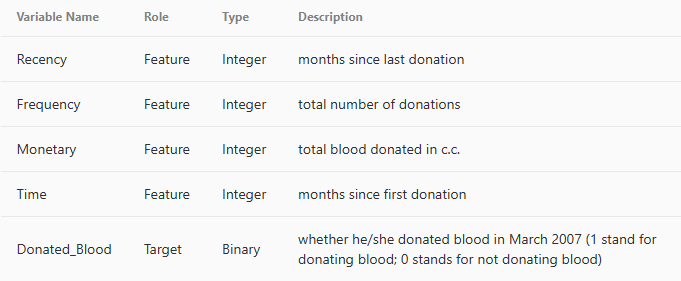 Variable Name Role Type Description
Recency Feature Integer months since last donation
Frequency Feature Integer total number of donations
Monetary Feature Integer total blood donated in c.c.
Time Feature Integer months since first donation
Donated_Blood Target Binary whether he/she donated blood in March 2007 (1 stand for
donating blood; 0 stands for not donating blood)